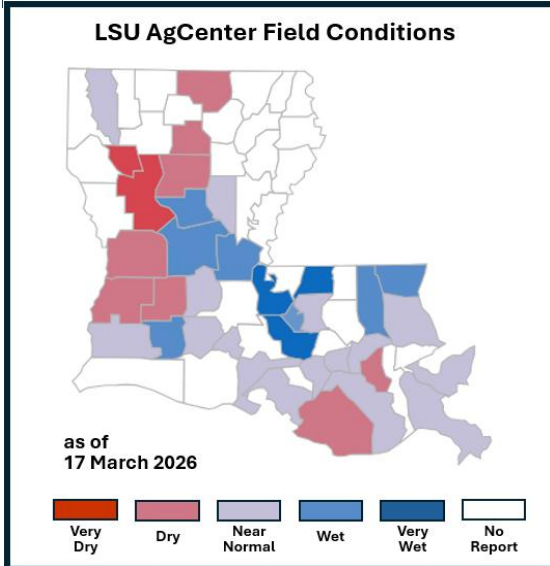 LSU AgCenter Field Conditions
as of
17 March 2026
Very
Dry
Dry
Near
Normal
Wet
Very
Wet
No
Report